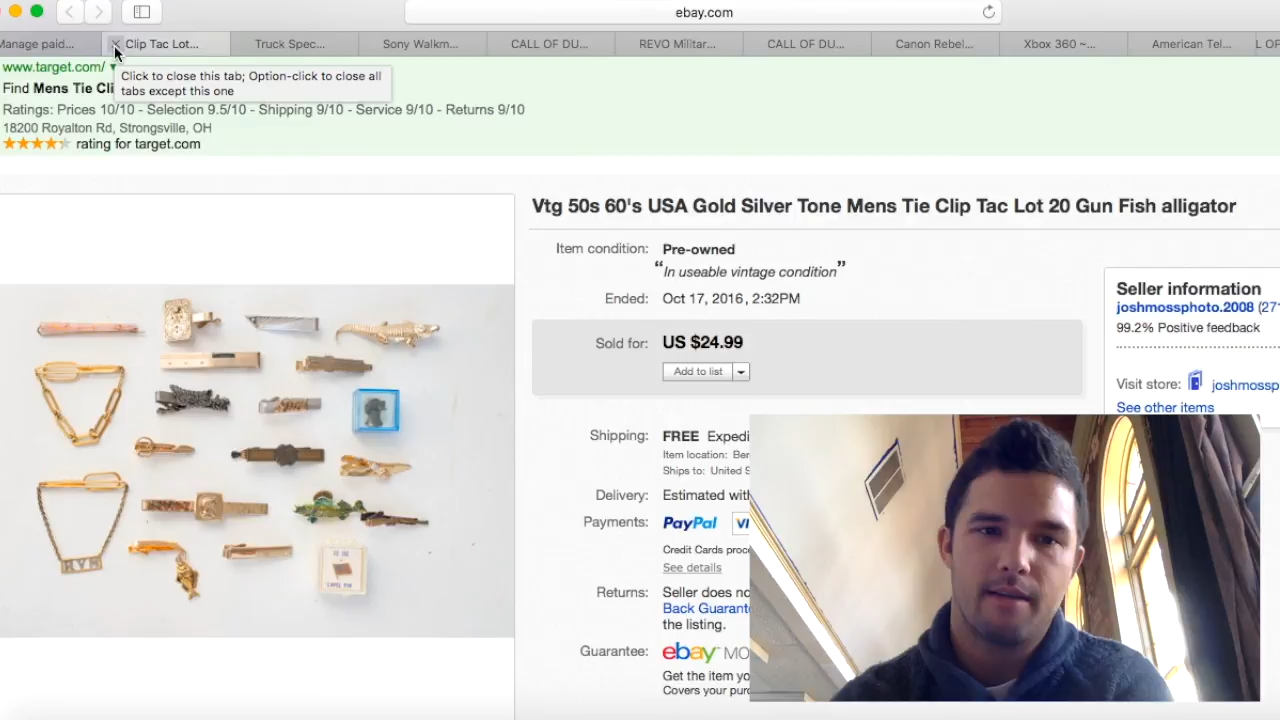 ebay.com
Manage paid... Clip Tac Lot... Truck Spec... Sony Walkm... CALL OF DU... REVO Militar... CALL OF DU... Canon Rebel... Xbox 360 ~... American Tel... L OF
www.target.com/
Click to close this tab; Option-click to close all
tabs except this one
Find Mens Tie Cli
Ratings: Prices 10/10 - Selection 9.5/10 - Shipping 9/10 - Service 9/10 - Returns 9/10
18200 Royalton Rd, Strongsville, OH
rating for target.com
Vtg 50s 60's USA Gold Silver Tone Mens Tie Clip Tac Lot 20 Gun Fish alligator
Item condition: Pre-owned
“In useable vintage condition”
Ended: Oct 17, 2016, 2:32PM
Sold for: US $24.99
Add to list
Seller information
joshmossphoto.2008 (271
99.2% Positive feedback
Visit store: joshmossp
See other items
Shipping: FREE Expedi
Item location: Ber
Ships to: United S
Delivery: Estimated with
Payments: PayPal VI
Credit Cards proc
See details
Returns: Seller does no
Back Guarant
the listing.
Guarantee: ebay MO
Get the item yo
Covers your purc
RYM